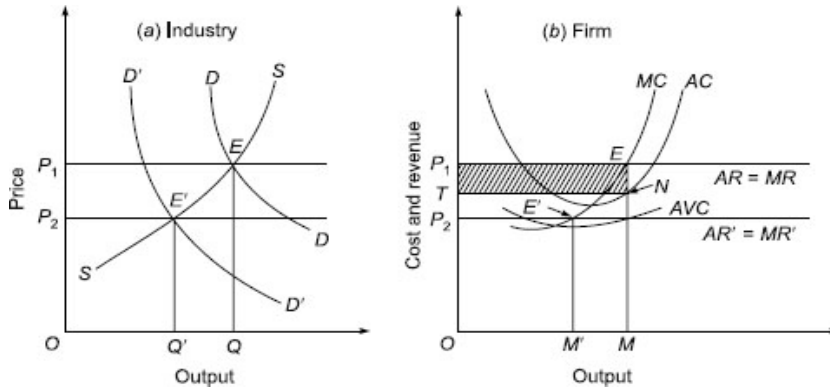 (a) Industry
D'
D
S
P1
E
Price
E'
P2
S
D
D'
O
Q'
Q
Output
(b) Firm
MC
AC
Cost and revenue
P1
E
T
N
AR = MR
E'
AVC
P2
AR' = MR'
O
M'
M
Output